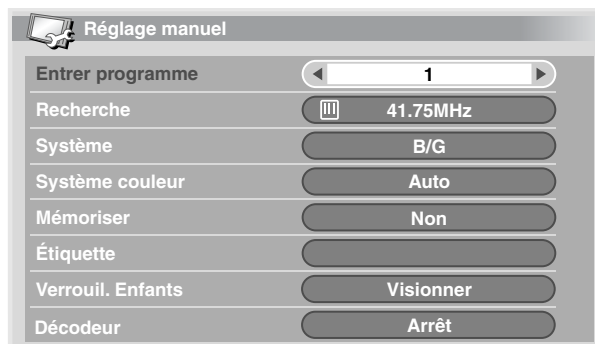 Réglage manuel
Entrer programme 1
Recherche 41.75MHz
Système B/G
Système couleur Auto
Mémoriser Non
Étiquette
Verrouil. Enfants Visionner
Décodeur Arrêt